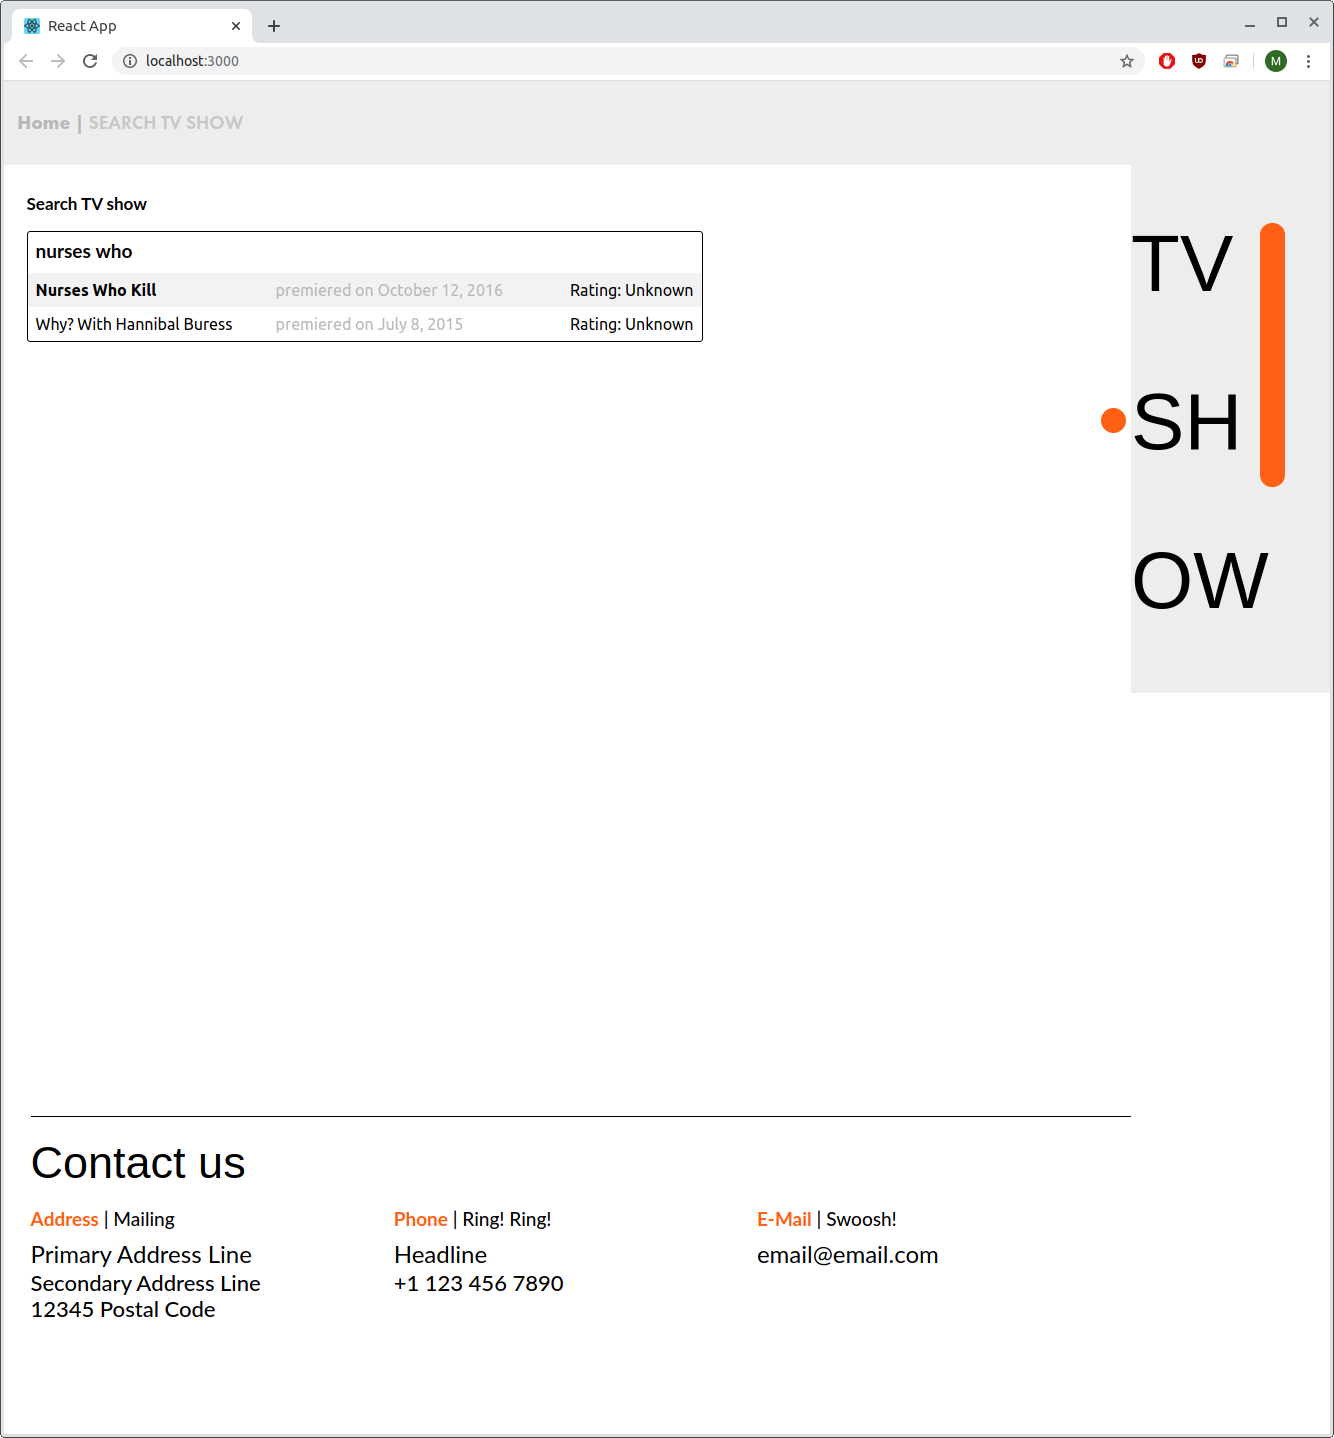 React App
localhost:3000
M
Home | SEARCH TV SHOW
Search TV show
nurses who
Nurses Who Kill premiered on October 12, 2016 Rating: Unknown
Why? With Hannibal Buress premiered on July 8, 2015 Rating: Unknown
TV
SH
OW
Contact us
Address | Mailing
Primary Address Line
Secondary Address Line
12345 Postal Code
Phone | Ring! Ring!
Headline
+1 123 456 7890
E-Mail | Swoosh!
email@email.com